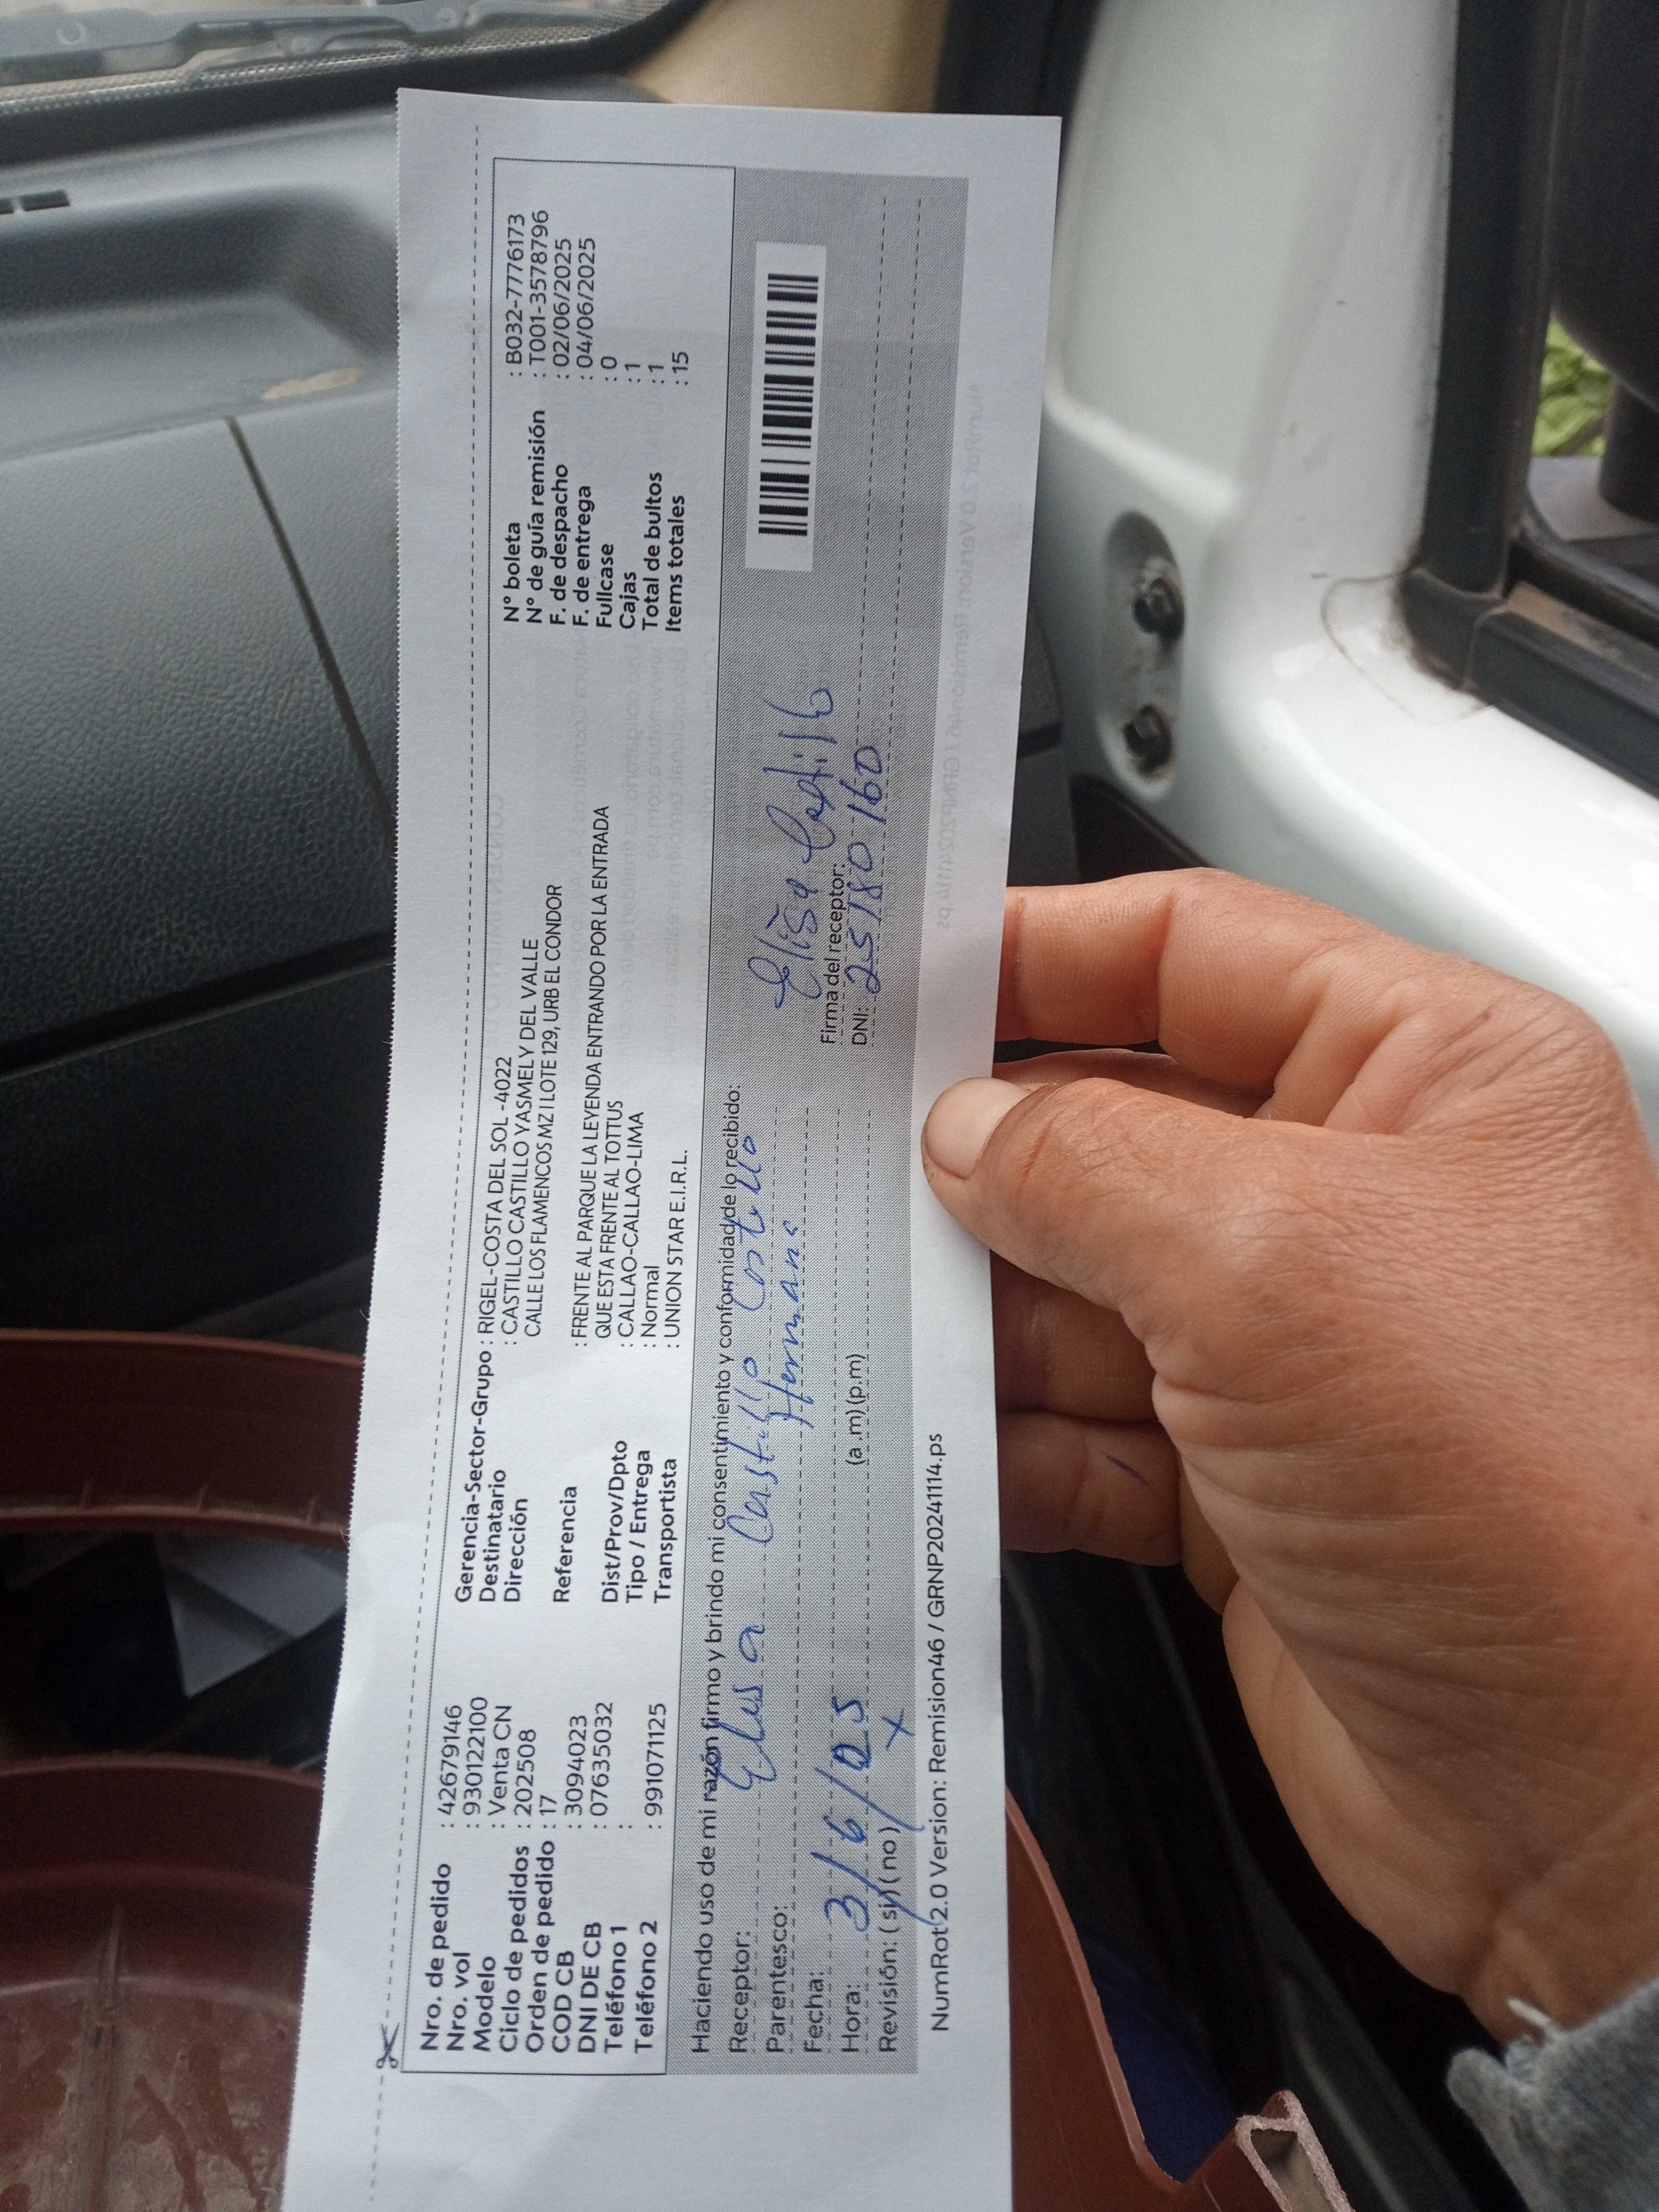 Nro. de pedido : 42679146
Nro. vol : 930122100
Modelo : Venta CN
Ciclo de pedidos : 202508
Orden de pedido : 17
COD CB : 3094023
DNI DE CB : 07635032
Teléfono 1 :
Teléfono 2 : 991071125
Gerencia-Sector-Grupo : RIGEL-COSTA DEL SOL -4022
Destinatario : CASTILLO CASTILLO YASMELY DEL VALLE
Dirección CALLE LOS FLAMENCOS MZ I LOTE 129, URB EL CONDOR
Referencia : FRENTE AL PARQUE LA LEYENDA ENTRANDO POR LA ENTRADA
QUE ESTA FRENTE AL TOTTUS
Dist/Prov/Dpto : CALLAO-CALLAO-LIMA
Tipo / Entrega : Normal
Transportista : UNION STAR E.I.R.L.
N° boleta : B032-7776173
N° de guía remisión : T001-3578796
F. de despacho : 02/06/2025
F. de entrega : 04/06/2025
Fullcase : 0
Cajas : 1
Total de bultos : 1
Items totales : 15
Haciendo uso de mi razón firmo y brindo mi consentimiento y conformidad de lo recibido:
Receptor: Elisa Castillo Castillo
Parentesco: Hermana
Fecha: 3/6/025
Hora: (a .m) (p.m)
Revisión: ( si ) ( no ) X
Elisa Castillo
Firma del receptor:
DNI: 25180160
NumRot 2.0 Version: Remision46 / GRNP20241114.ps